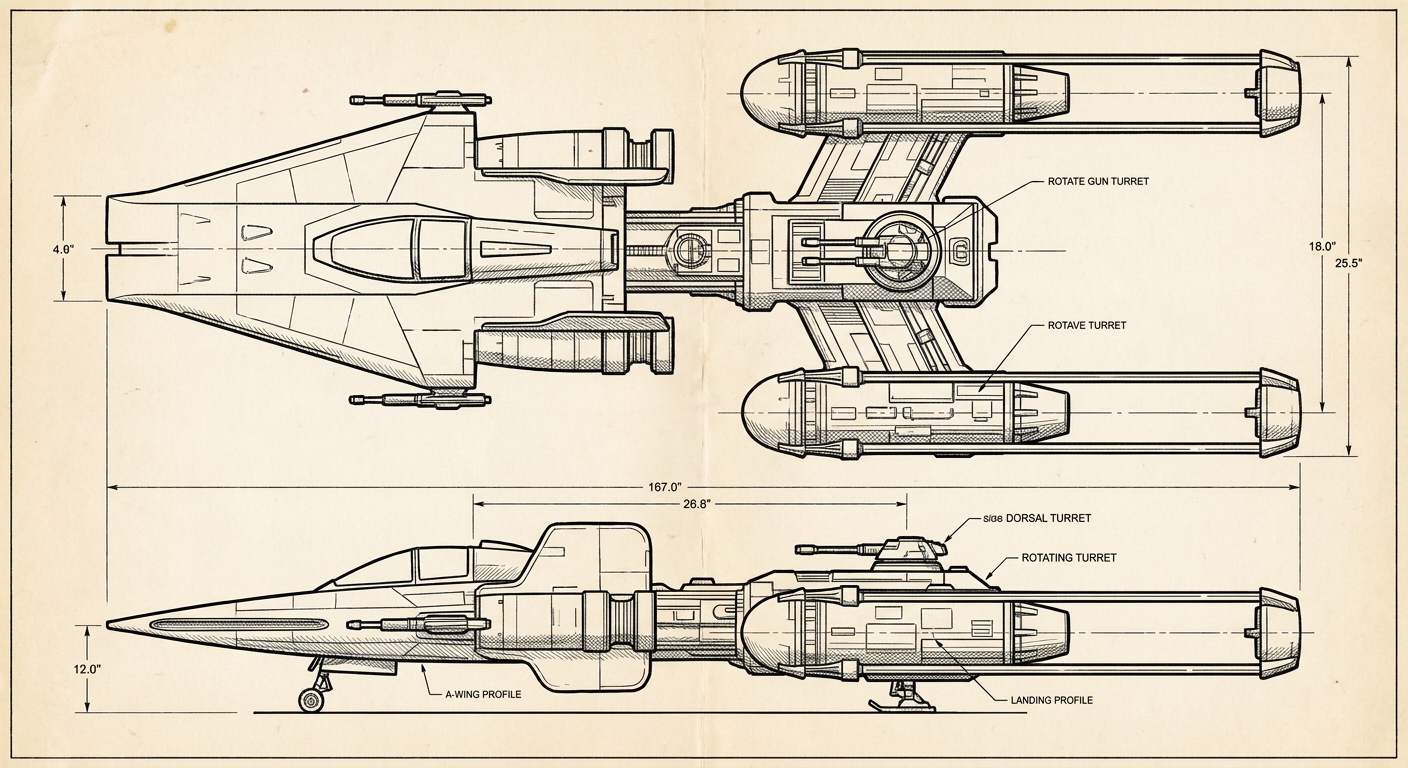 ROTATE GUN TURRET
4.0"
18.0"
25.5"
ROTAVE TURRET
167.0"
26.8"
side DORSAL TURRET
ROTATING TURRET
12.0"
A-WING PROFILE
LANDING PROFILE